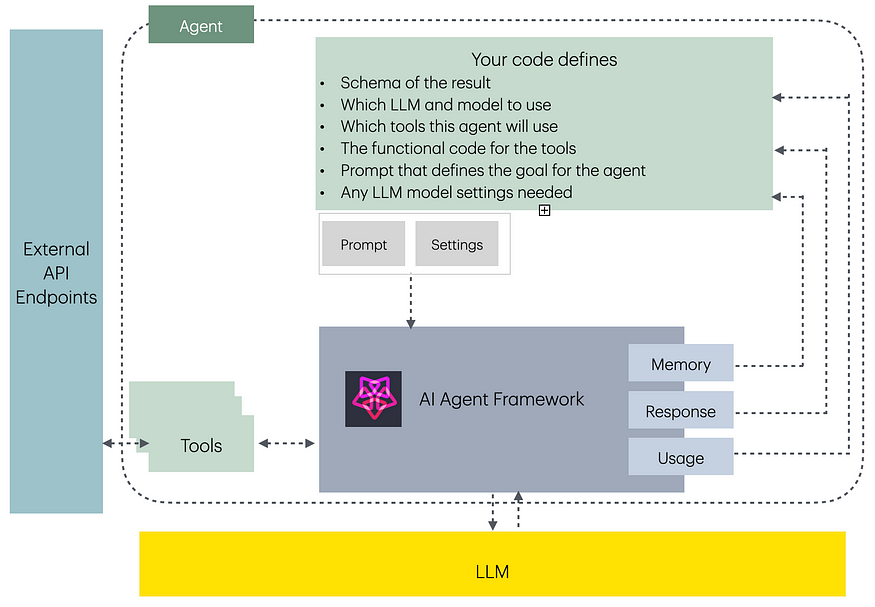 Agent
Your code defines
• Schema of the result
• Which LLM and model to use
• Which tools this agent will use
• The functional code for the tools
• Prompt that defines the goal for the agent
• Any LLM model settings needed
External
API
Endpoints
Prompt
Settings
AI Agent Framework
Memory
Response
Usage
Tools
LLM